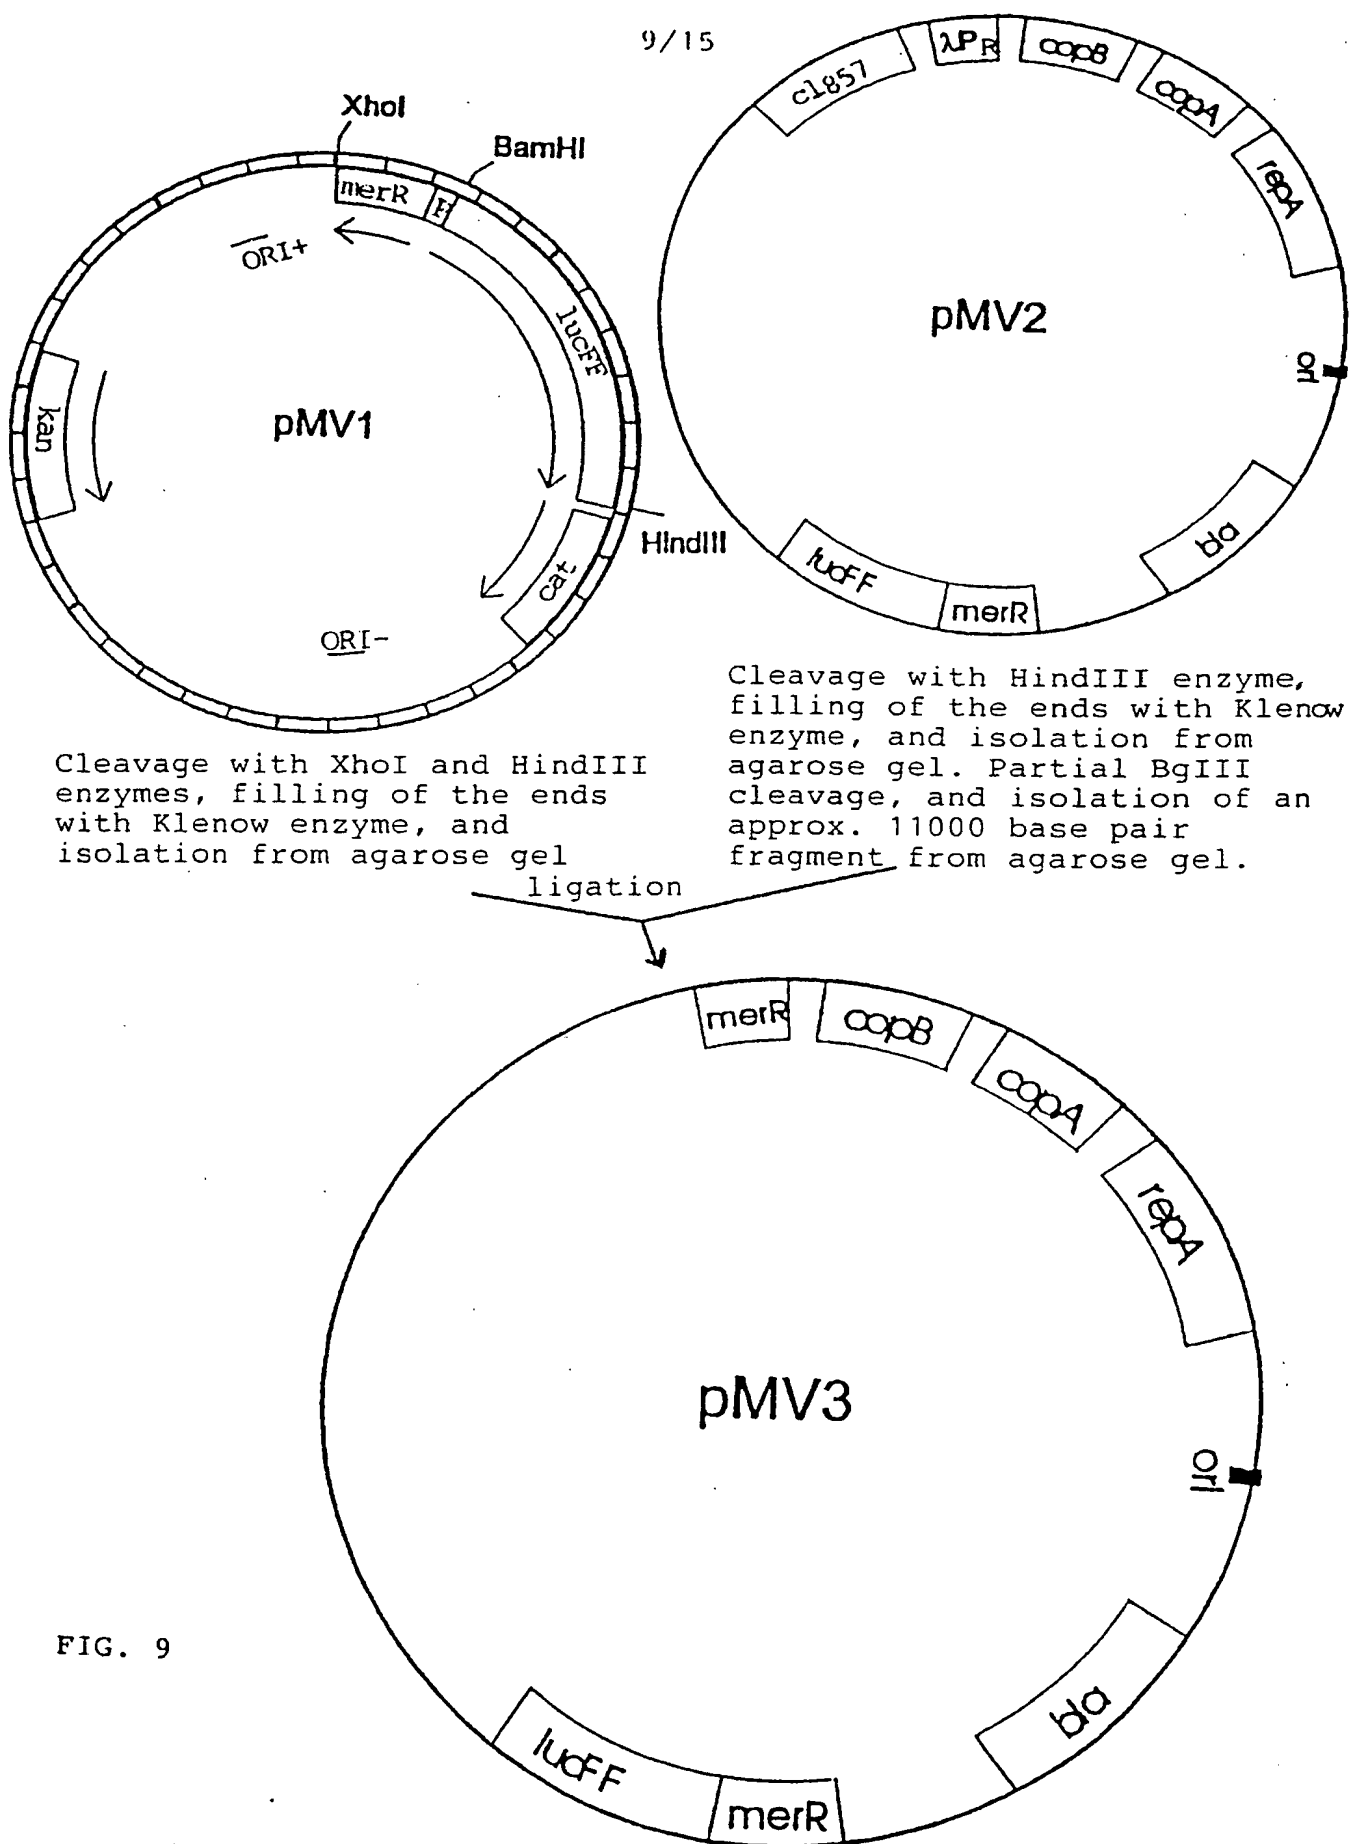 9/15
XhoI
BamHI
merR
P
ORI+
lucFF
kan
pMV1
HindIII
cat
ORI-
cI857
λPR
copB
copA
repA
pMV2
ori
bla
lucFF
merR
Cleavage with XhoI and HindIII
enzymes, filling of the ends
with Klenow enzyme, and
isolation from agarose gel
Cleavage with HindIII enzyme,
filling of the ends with Klenow
enzyme, and isolation from
agarose gel. Partial BglII
cleavage, and isolation of an
approx. 11000 base pair
fragment from agarose gel.
ligation
merR
copB
copA
repA
pMV3
ori
bla
lucFF
merR
FIG. 9